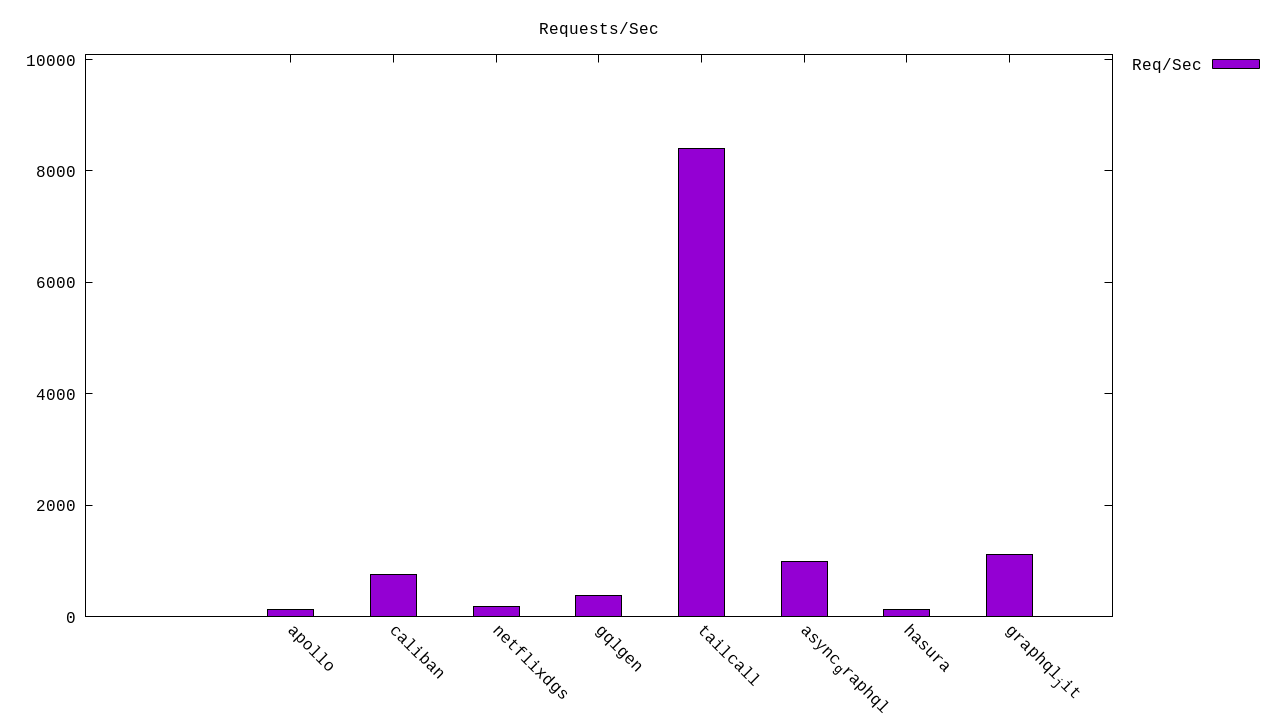 Requests/Sec
Req/Sec
10000
8000
6000
4000
2000
0
apollo
caliban
netflixdgs
gqlgen
tailcall
async_graphql
hasura
graphql_jit